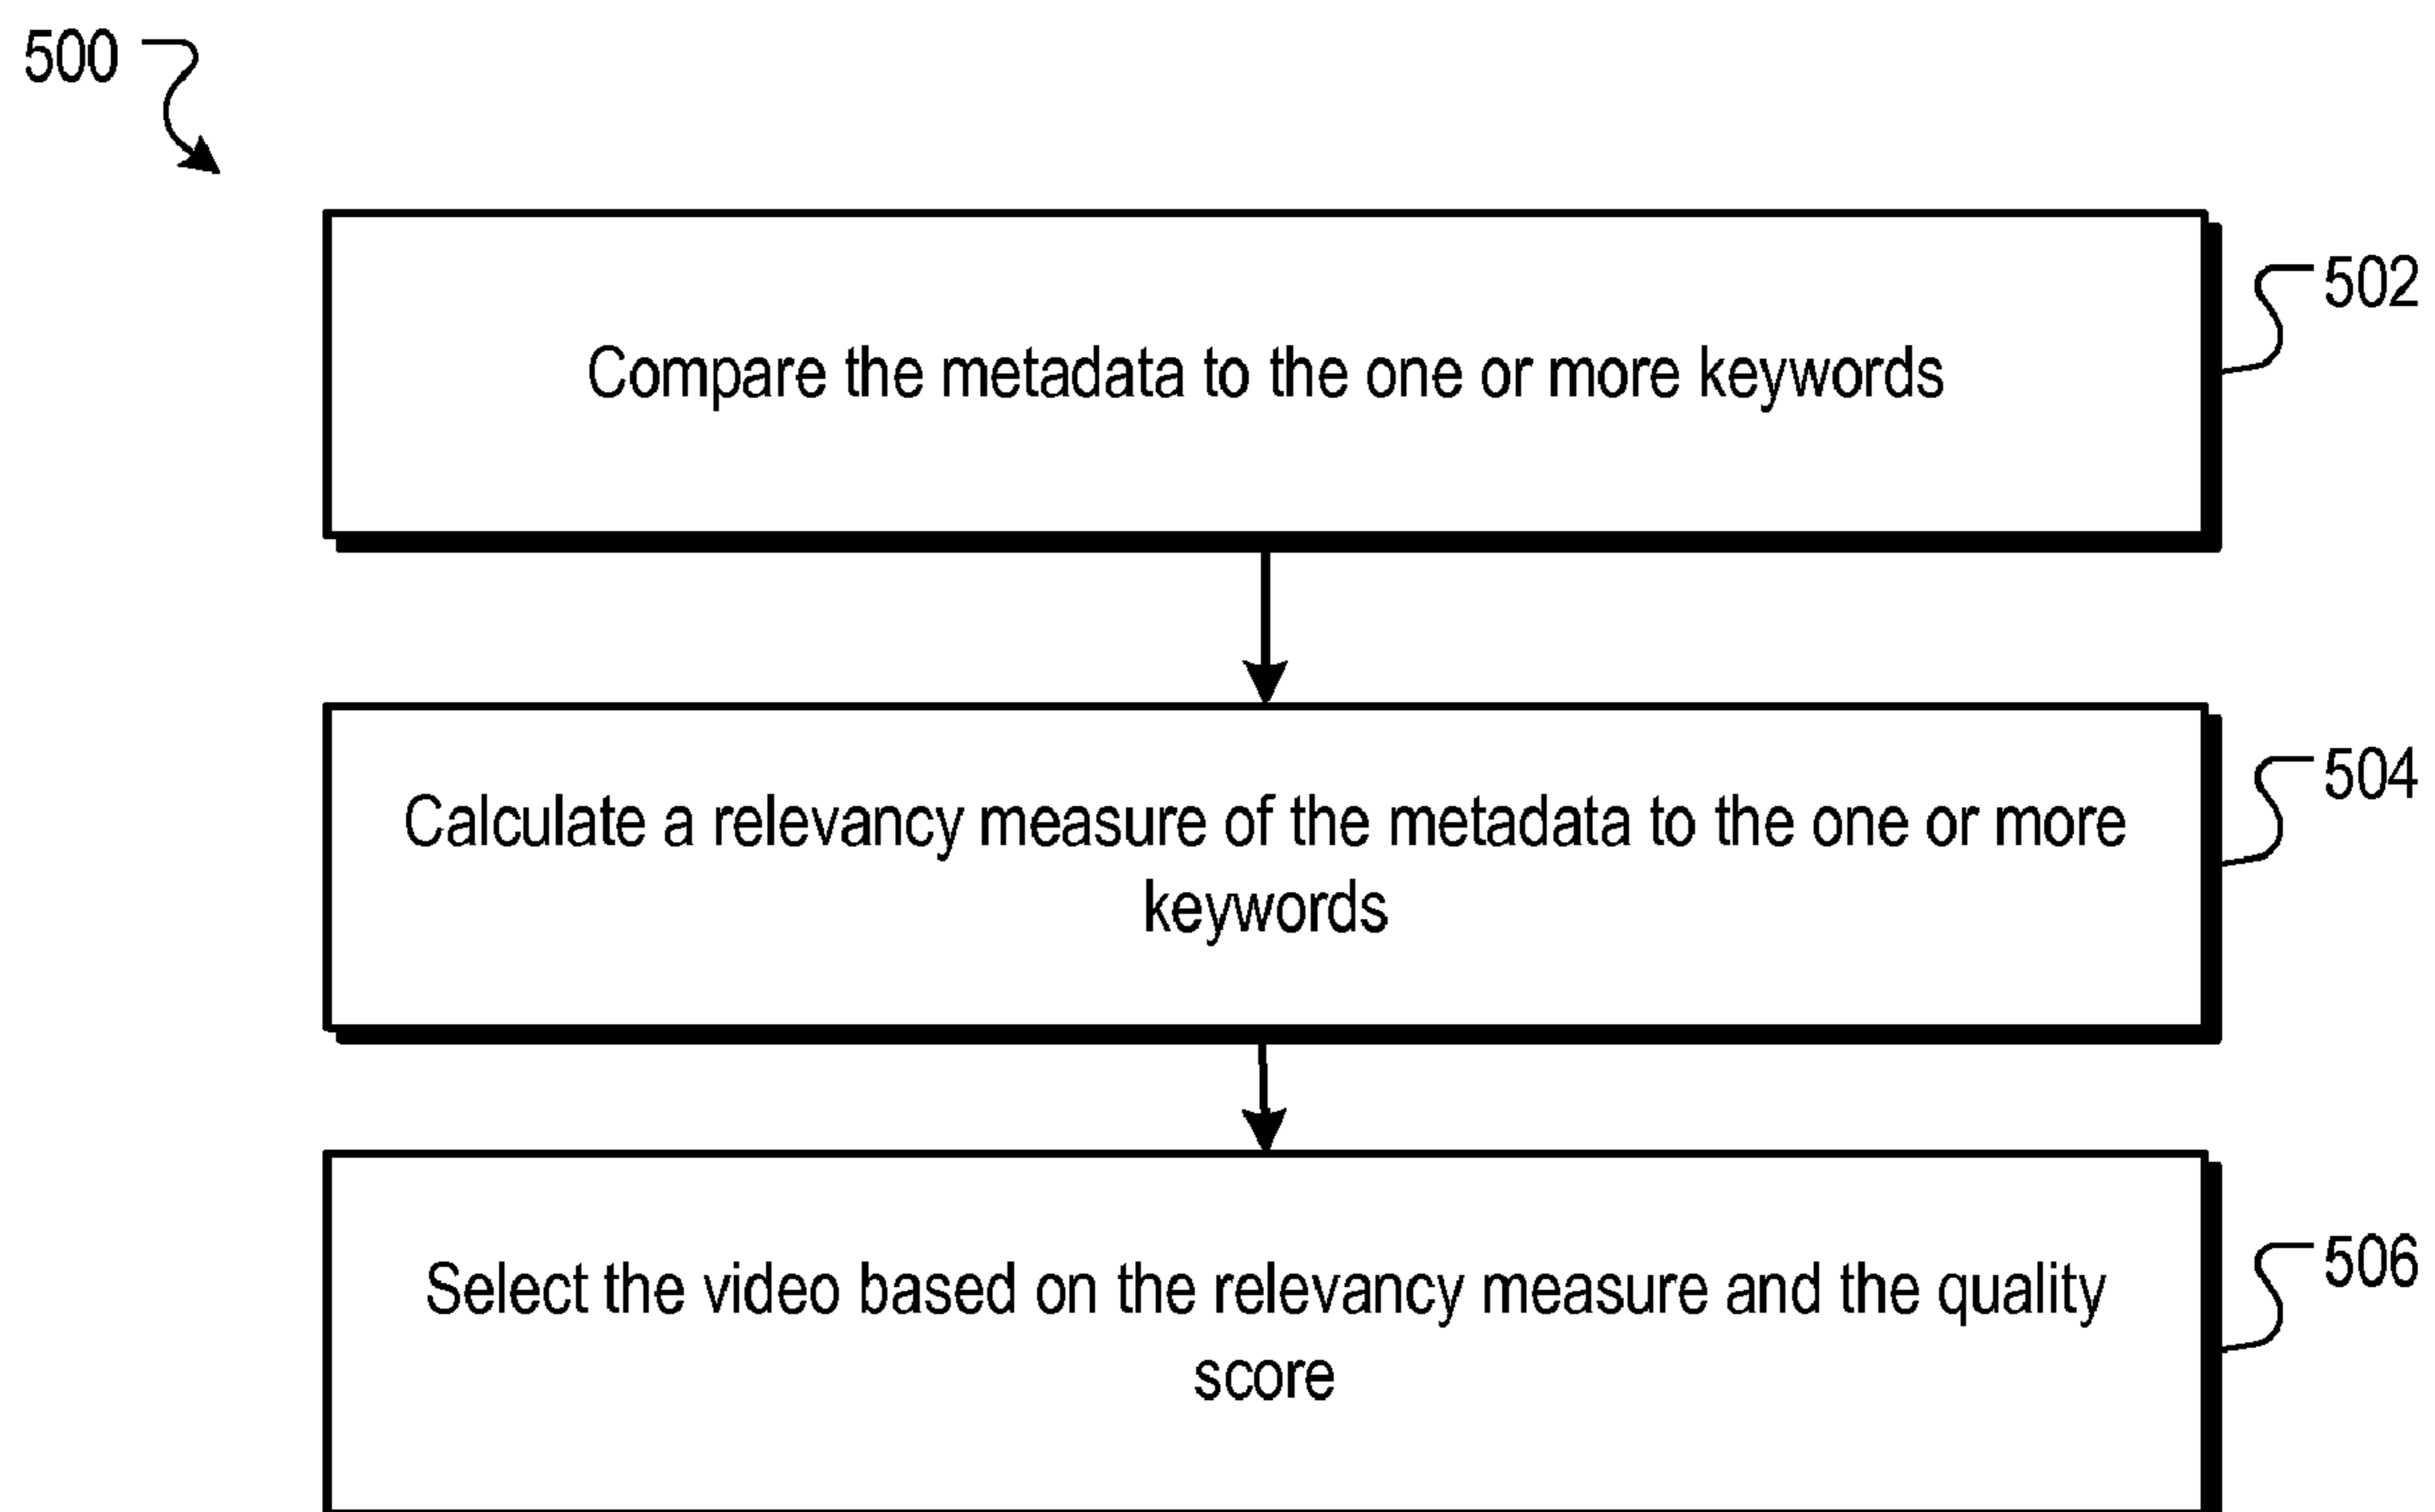 500
502
Compare the metadata to the one or more keywords
504
Calculate a relevancy measure of the metadata to the one or more
keywords
506
Select the video based on the relevancy measure and the quality
score